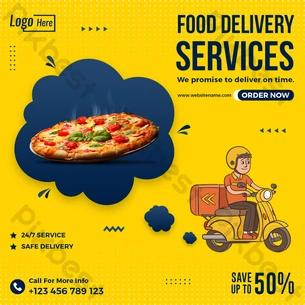 Logo Here
FOOD DELIVERY
SERVICES
We promise to deliver on time.
www.websitename.com
ORDER NOW
24/7 SERVICE
SAFE DELIVERY
Call For More Info
+123 456 789 123
SAVE
UP TO
50%